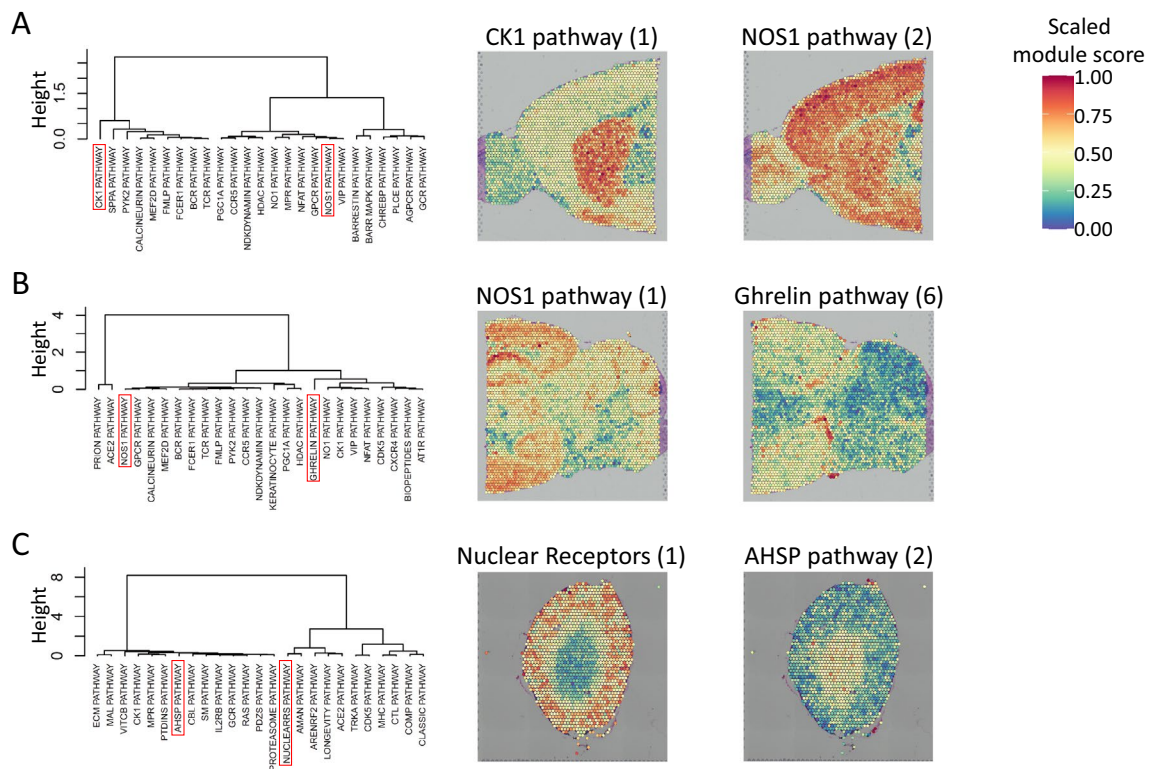 A
CK1 pathway (1)
NOS1 pathway (2)
Scaled
module score
1.00
0.75
0.50
0.25
0.00
Height
1.5
0.0
CK1 PATHWAY
SPPA PATHWAY
PYK2 PATHWAY
CALCINEURIN PATHWAY
MEF2D PATHWAY
FMLP PATHWAY
FCER1 PATHWAY
BCR PATHWAY
TCR PATHWAY
PGC1A PATHWAY
CCR5 PATHWAY
NDKDYNAMIN PATHWAY
HDAC PATHWAY
NO1 PATHWAY
MPR PATHWAY
NFAT PATHWAY
GPCR PATHWAY
NOS1 PATHWAY
VIP PATHWAY
BARRESTIN PATHWAY
BARR MAPK PATHWAY
CHREBP PATHWAY
PLCE PATHWAY
AGPCR PATHWAY
GCR PATHWAY
B
NOS1 pathway (1)
Ghrelin pathway (6)
Height
4
2
0
PRION PATHWAY
ACE2 PATHWAY
NOS1 PATHWAY
GPCR PATHWAY
CALCINEURIN PATHWAY
MEF2D PATHWAY
BCR PATHWAY
FCER1 PATHWAY
TCR PATHWAY
FMLP PATHWAY
PYK2 PATHWAY
CCR5 PATHWAY
NDKDYNAMIN PATHWAY
KERATINOCYTE PATHWAY
PGC1A PATHWAY
HDAC PATHWAY
GHRELIN PATHWAY
NO1 PATHWAY
CK1 PATHWAY
VIP PATHWAY
NFAT PATHWAY
CDK5 PATHWAY
CXCR4 PATHWAY
BIOPEPTIDES PATHWAY
AT1R PATHWAY
C
Nuclear Receptors (1)
AHSP pathway (2)
Height
8
4
0
ECM PATHWAY
MAL PATHWAY
VITCB PATHWAY
CK1 PATHWAY
MPR PATHWAY
PTDINS PATHWAY
AHSP PATHWAY
CBL PATHWAY
SM PATHWAY
IL2RB PATHWAY
GCR PATHWAY
RAS PATHWAY
PDZS PATHWAY
PROTEASOME PATHWAY
NUCLEARRS PATHWAY
AMAN PATHWAY
ARENRF2 PATHWAY
LONGEVITY PATHWAY
ACE2 PATHWAY
TRKA PATHWAY
CDK5 PATHWAY
MHC PATHWAY
CTL PATHWAY
COMP PATHWAY
CLASSIC PATHWAY